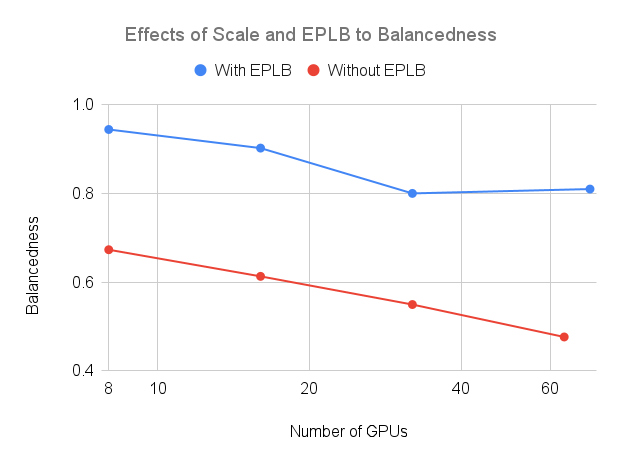 Effects of Scale and EPLB to Balancedness
With EPLB Without EPLB
1.0
0.8
0.6
0.4
Balancedness
8 10 20 40 60
Number of GPUs